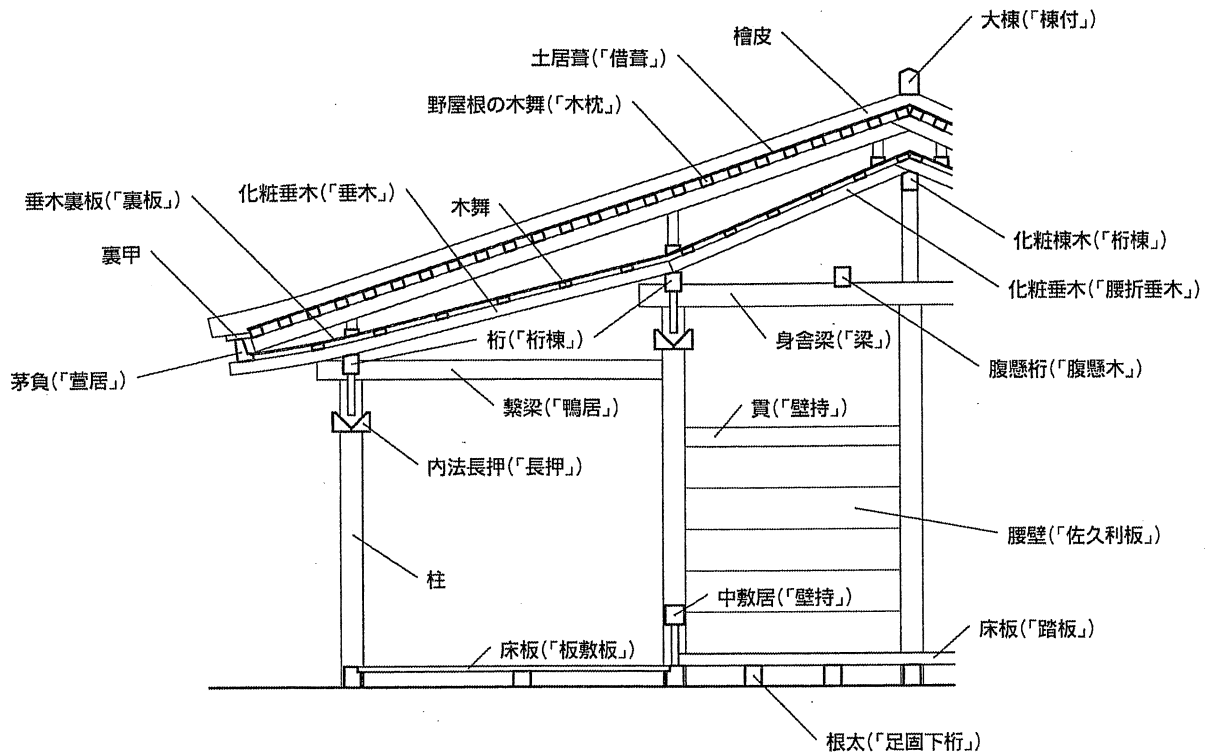 大棟(「棟付」)
檜皮
土居葺(「借葺」)
野屋根の木舞(「木枕」)
化粧垂木(「垂木」)
木舞
垂木裏板(「裏板」)
裏甲
化粧棟木(「桁棟」)
化粧垂木(「腰折垂木」)
桁(「桁棟」)
身舎梁(「梁」)
腹懸桁(「腹懸木」)
茅負(「萱居」)
繫梁(「鴨居」)
貫(「壁持」)
内法長押(「長押」)
腰壁(「佐久利板」)
柱
中敷居(「壁持」)
床板(「踏板」)
床板(「板敷板」)
根太(「足固下桁」)